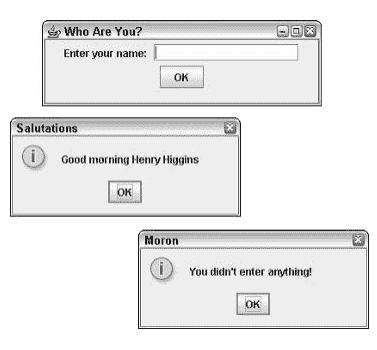 Who Are You?
Enter your name:
OK
Salutations
Good morning Henry Higgins
OK
Moron
You didn't enter anything!
OK